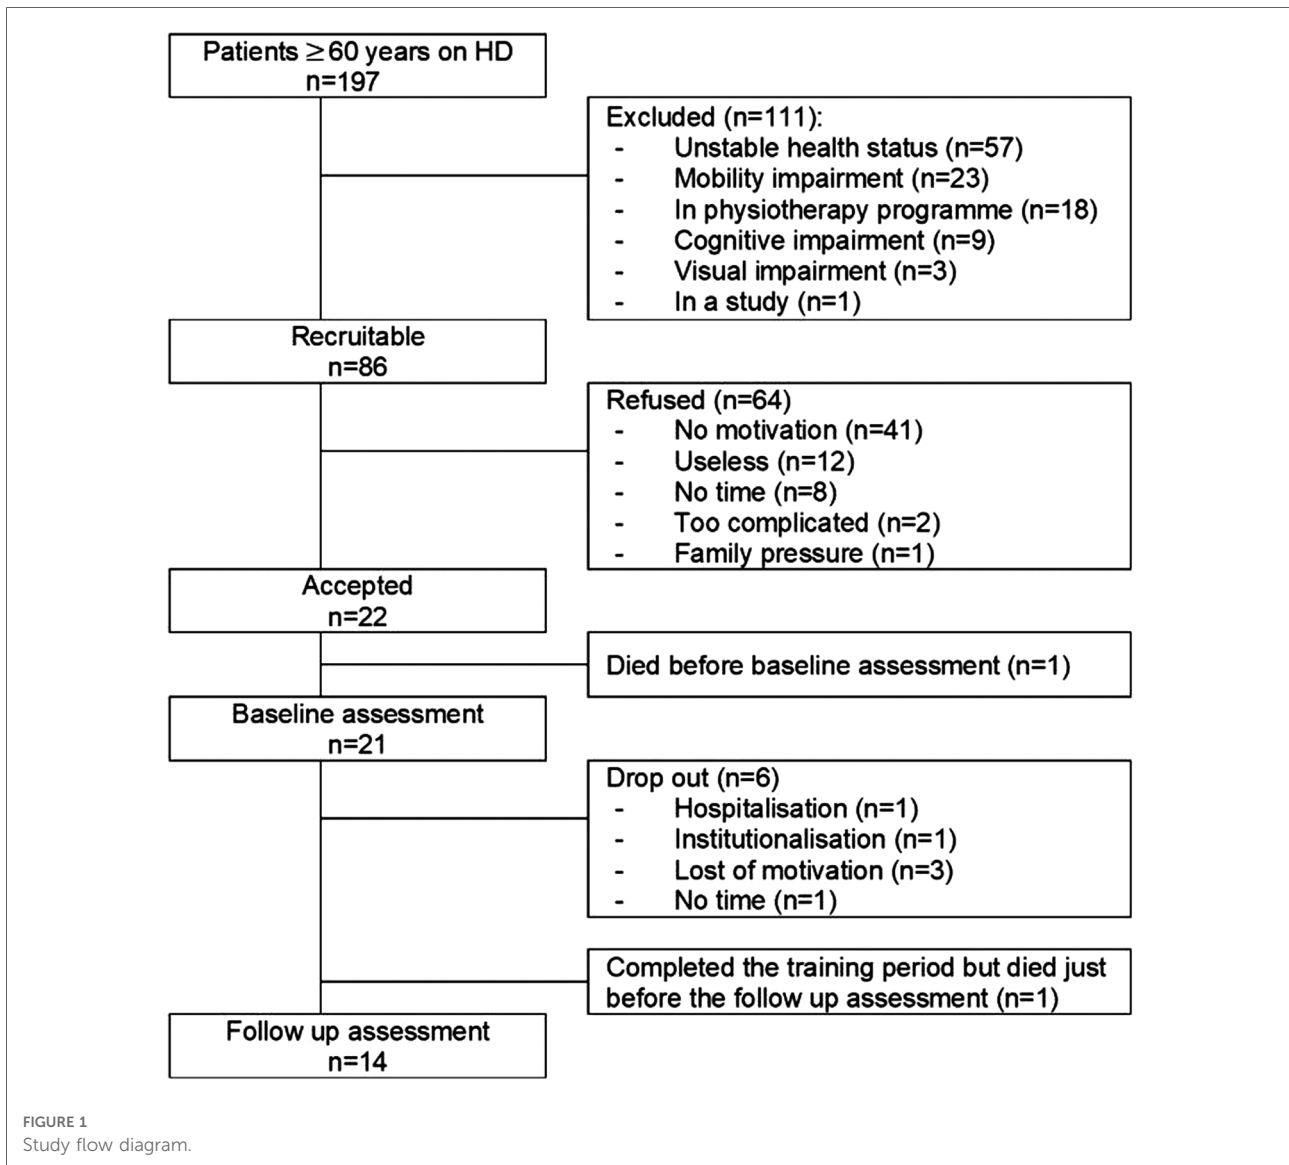 Patients ≥60 years on HD
n=197
Excluded (n=111):
- Unstable health status (n=57)
- Mobility impairment (n=23)
- In physiotherapy programme (n=18)
- Cognitive impairment (n=9)
- Visual impairment (n=3)
- In a study (n=1)
Recruitable
n=86
Refused (n=64)
- No motivation (n=41)
- Useless (n=12)
- No time (n=8)
- Too complicated (n=2)
- Family pressure (n=1)
Accepted
n=22
Died before baseline assessment (n=1)
Baseline assessment
n=21
Drop out (n=6)
- Hospitalisation (n=1)
- Institutionalisation (n=1)
- Lost of motivation (n=3)
- No time (n=1)
Completed the training period but died just
before the follow up assessment (n=1)
Follow up assessment
n=14
FIGURE 1
Study flow diagram.